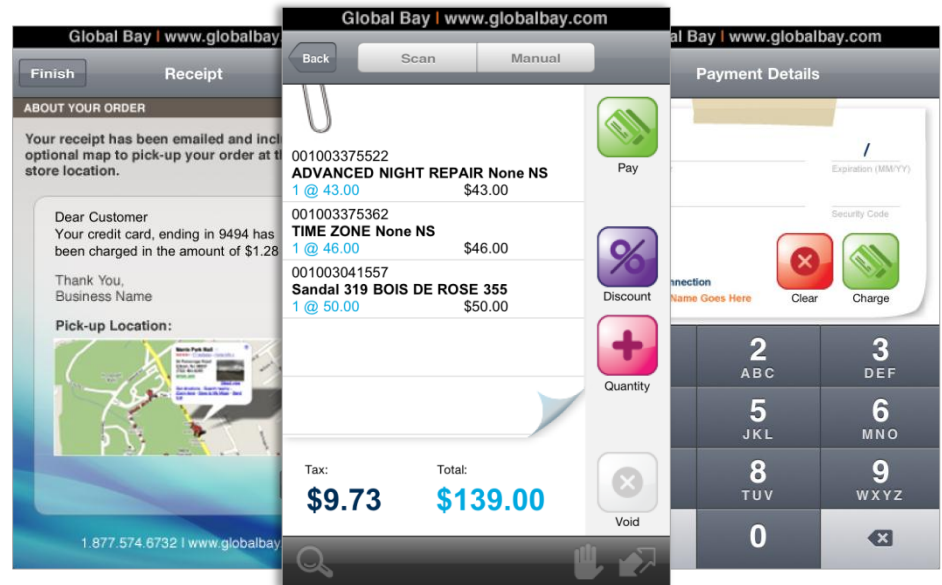 Global Bay | www.globalbay
Finish
Receipt
ABOUT YOUR ORDER
Your receipt has been emailed and incl
optional map to pick-up your order at t
store location.
Dear Customer
Your credit card, ending in 9494 has
been charged in the amount of $1.28
Thank You,
Business Name
Pick-up Location:
1.877.574.6732 | www.globalbay
Global Bay | www.globalbay.com
Back
Scan
Manual
001003375522
ADVANCED NIGHT REPAIR None NS
1 @ 43.00 $43.00
001003375362
TIME ZONE None NS
1 @ 46.00 $46.00
001003041557
Sandal 319 BOIS DE ROSE 355
1 @ 50.00 $50.00
Tax: Total:
$9.73 $139.00
Pay
%
Discount
Quantity
Void
al Bay | www.globalbay.com
Payment Details
/
Expiration (MM/YY)
Security Code
nnection
Name Goes Here
Clear
Charge
2 3
ABC DEF
5 6
JKL MNO
8 9
TUV WXYZ
0